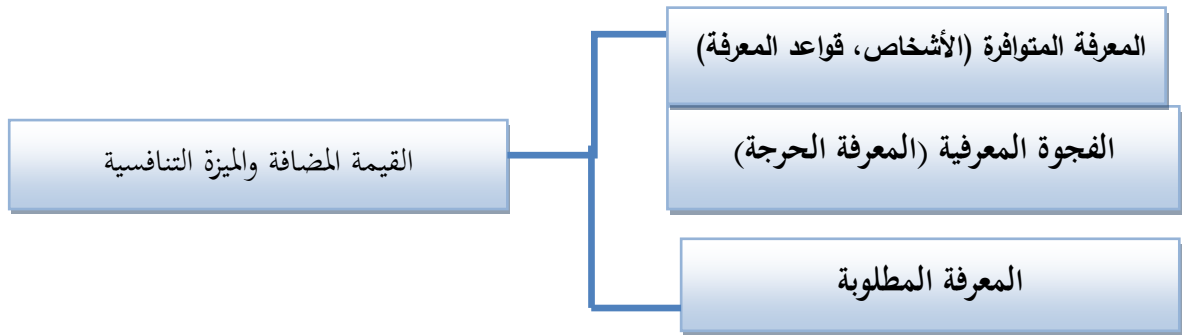 المعرفة المتوافرة (الأشخاص، قواعد المعرفة)
الفجوة المعرفية (المعرفة الحرجة)
القيمة المضافة والميزة التنافسية
المعرفة المطلوبة